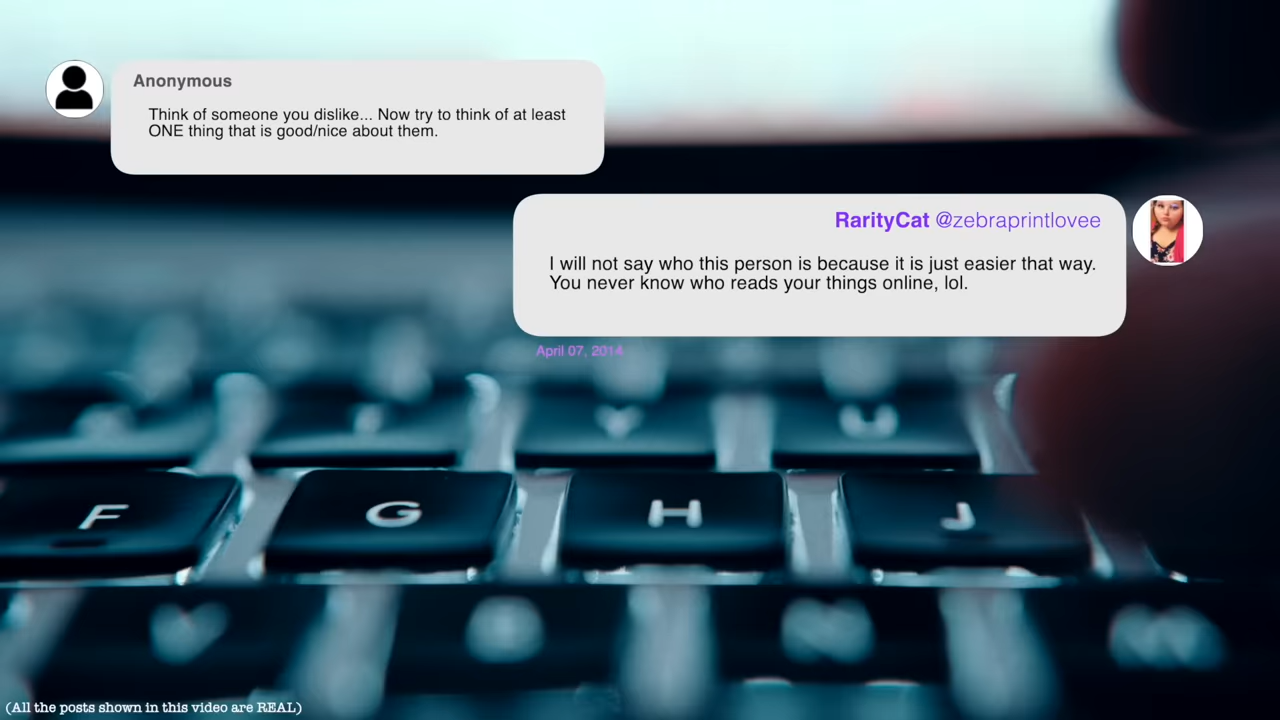 Anonymous
Think of someone you dislike... Now try to think of at least
ONE thing that is good/nice about them.
RarityCat @zebraprintlovee
I will not say who this person is because it is just easier that way.
You never know who reads your things online, lol.
April 07, 2014
F G H J
(All the posts shown in this video are REAL)